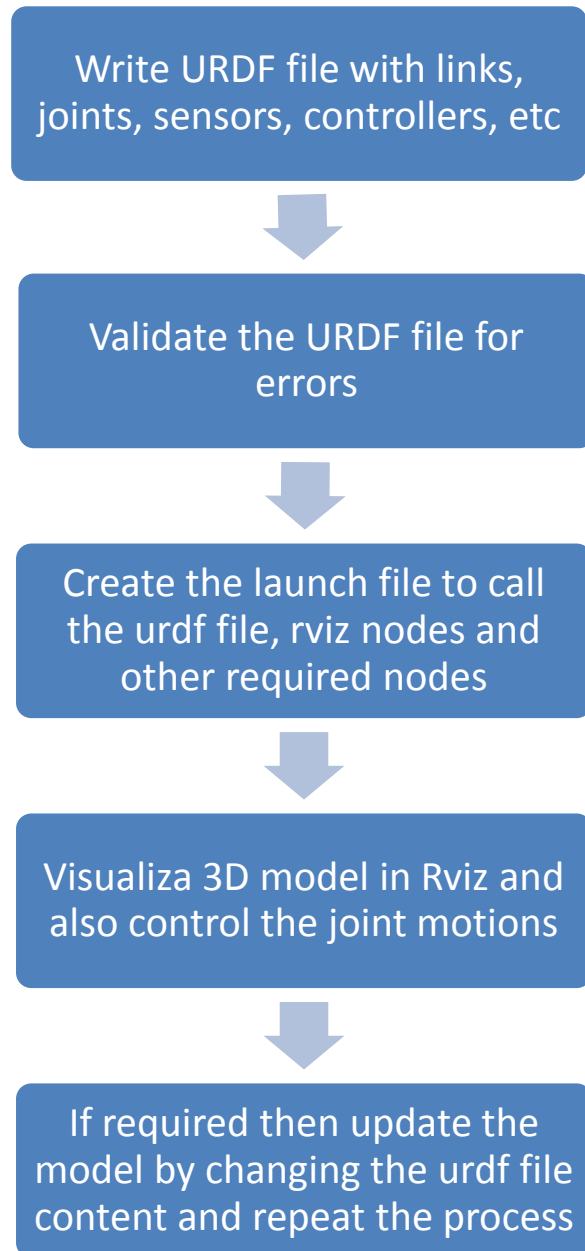 Write URDF file with links,
joints, sensors, controllers, etc
Validate the URDF file for
errors
Create the launch file to call
the urdf file, rviz nodes and
other required nodes
Visualiza 3D model in Rviz and
also control the joint motions
If required then update the
model by changing the urdf file
content and repeat the process